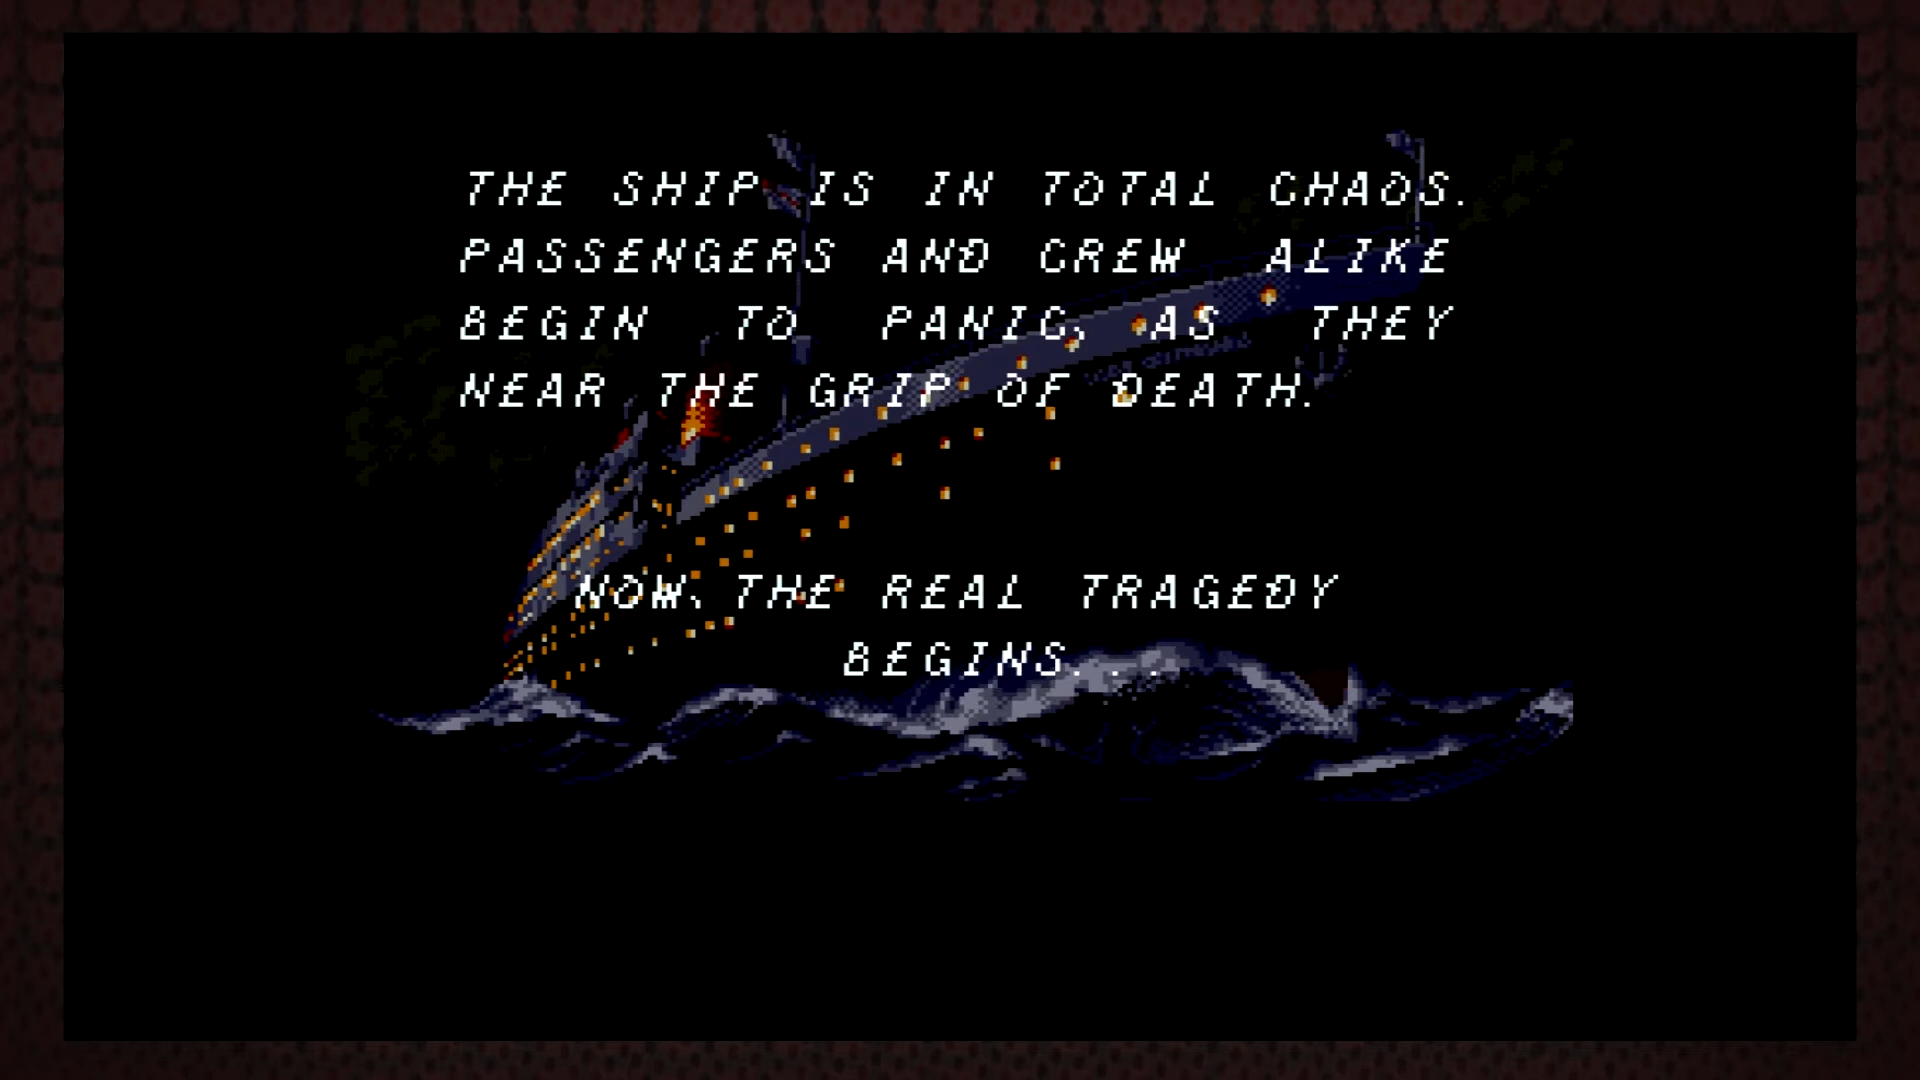 THE SHIP IS IN TOTAL CHAOS.
PASSENGERS AND CREW ALIKE
BEGIN TO PANIC, AS THEY
NEAR THE GRIP OF DEATH.
NOW, THE REAL TRAGEDY
BEGINS...